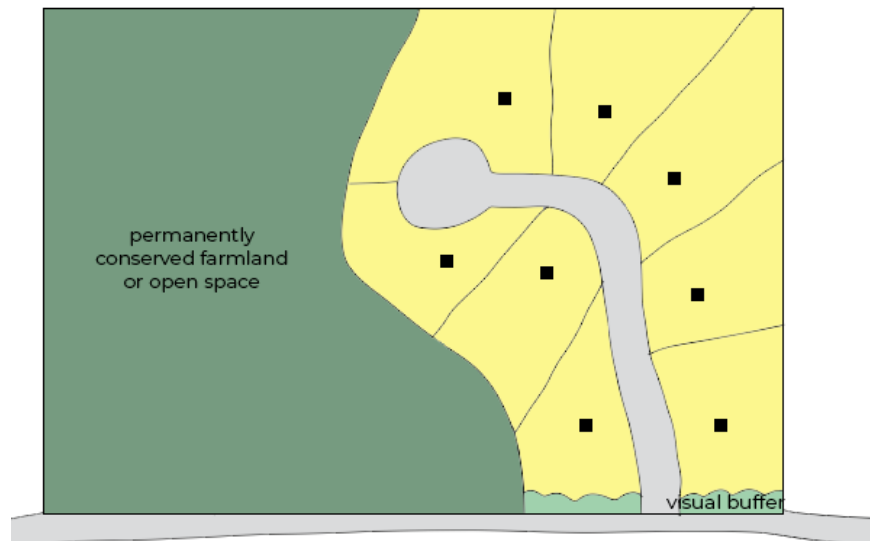 permanently
conserved farmland
or open space
visual buffer